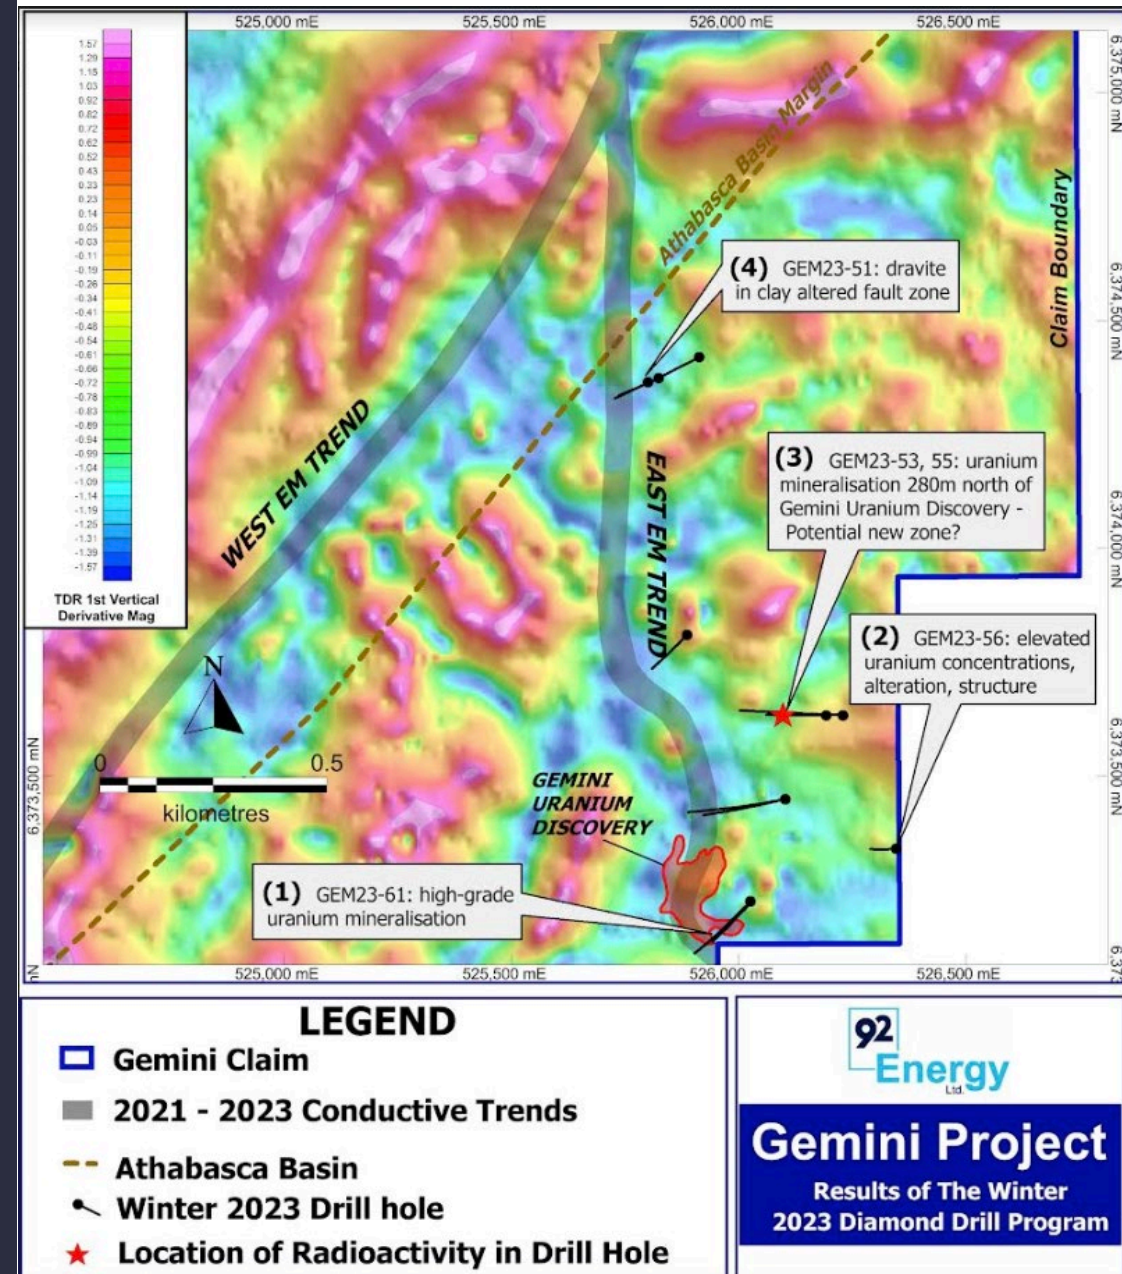 525,000 mE
525,500 mE
526,000 mE
526,500 mE
1.57
1.29
1.15
1.03
0.92
0.82
0.72
0.62
0.52
0.43
0.33
0.23
0.14
0.05
-0.03
-0.11
-0.19
-0.26
-0.34
-0.41
-0.48
-0.54
-0.61
-0.66
-0.72
-0.78
-0.83
-0.89
-0.94
-0.99
-1.04
-1.09
-1.14
-1.19
-1.25
-1.31
-1.39
-1.57
TDR 1st Vertical
Derivative Mag
6,375,000 mN
Athabasca Basin Margin
Claim Boundary
(4) GEM23-51: dravite
in clay altered fault zone
6,374,500 mN
WEST EM TREND
EAST EM TREND
(3) GEM23-53, 55: uranium
mineralisation 280m north of
Gemini Uranium Discovery -
Potential new zone?
6,374,000 mN
(2) GEM23-56: elevated
uranium concentrations,
alteration, structure
N
0
0.5
kilometres
6,373,500 mN
6,373,500 mN
GEMINI
URANIUM
DISCOVERY
(1) GEM23-61: high-grade
uranium mineralisation
mN
525,000 mE
525,500 mE
526,000 mE
526,500 mE
LEGEND
Gemini Claim
2021 - 2023 Conductive Trends
Athabasca Basin
Winter 2023 Drill hole
Location of Radioactivity in Drill Hole
92
Energy
Ltd.
Gemini Project
Results of The Winter
2023 Diamond Drill Program